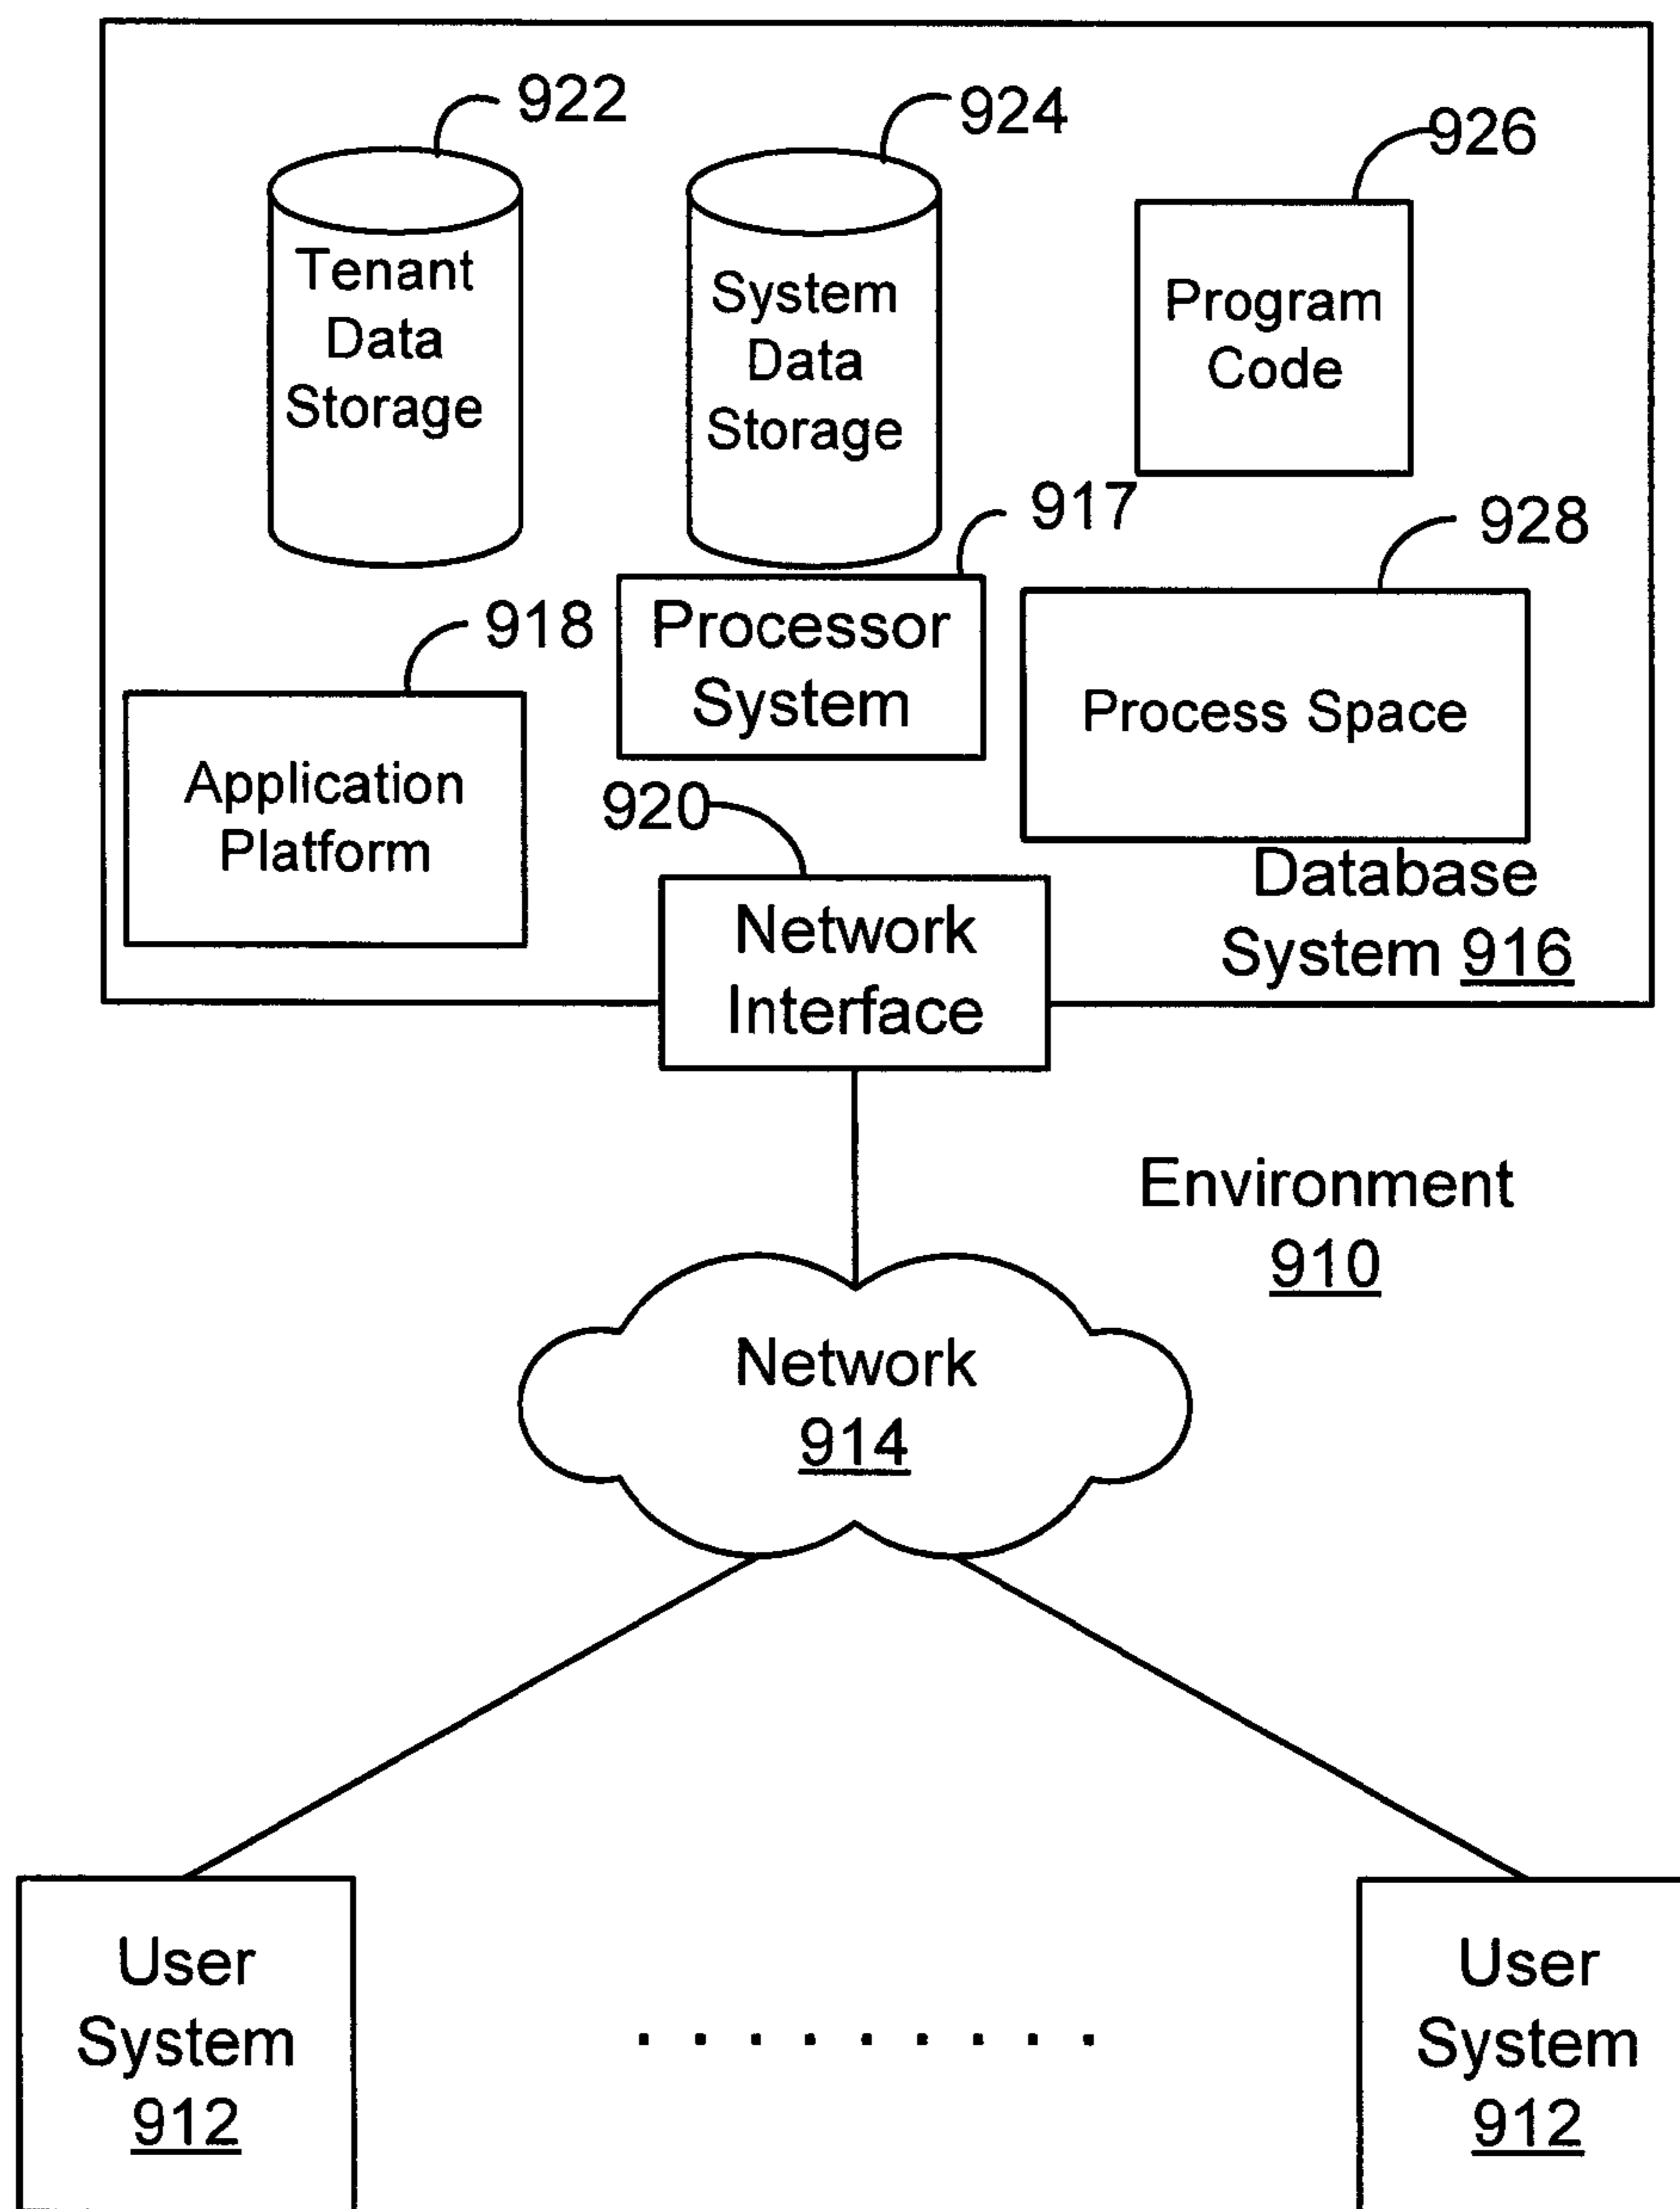 922
924
926
Tenant
Data
Storage
System
Data
Storage
Program
Code
917
928
918
Processor
System
Process Space
Application
Platform
920
Database
System 916
Network
Interface
Environment
910
Network
914
User
System
912
. . . . . . . . .
User
System
912